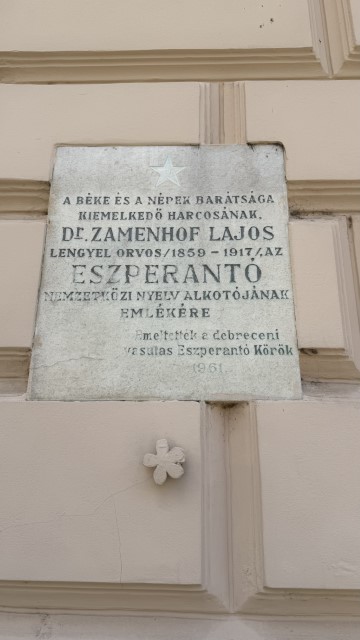 A BÉKE ÉS A NÉPEK BARÁTSÁGA
KIEMELKEDŐ HARCOSÁNAK.
Dr. ZAMENHOF LAJOS
LENGYEL ORVOS/1859 - 1917/, AZ
ESZPERANTÓ
NEMZETKÖZI NYELV ALKOTÓJÁNAK
EMLÉKÉRE
Emeltették a debreceni
vasutas Eszperantó Körök
1961.